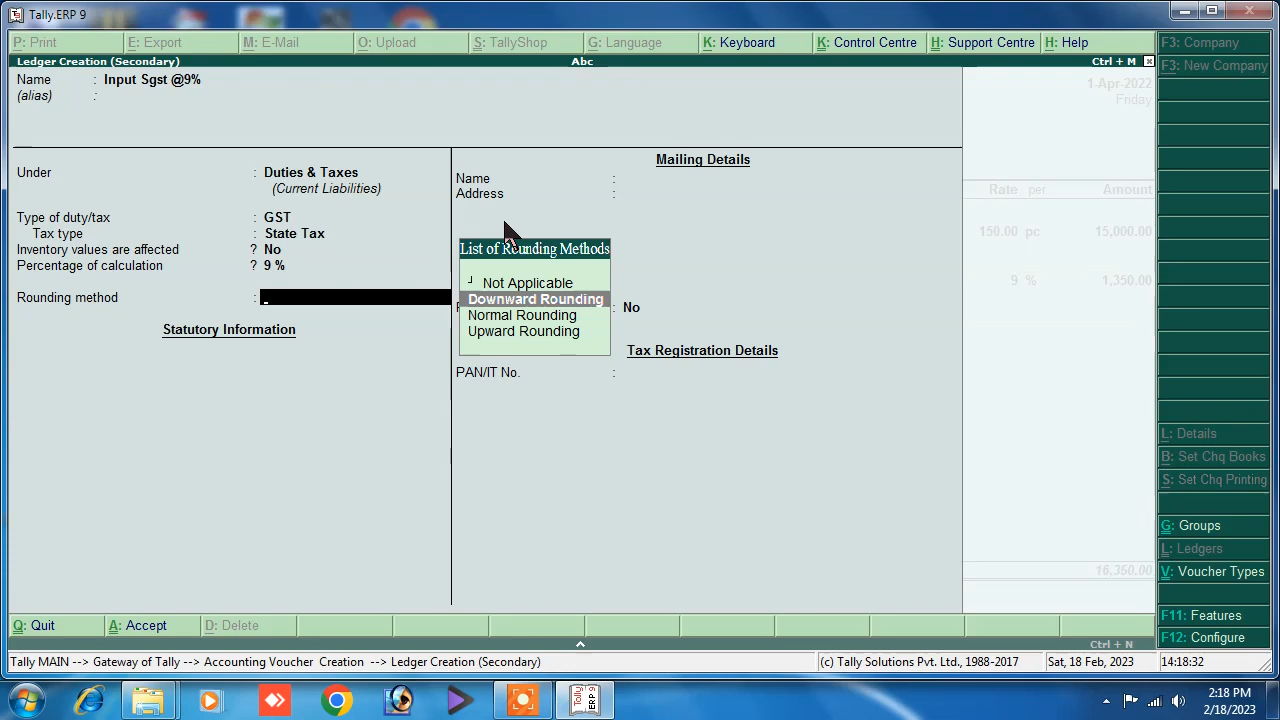 Tally.ERP 9
P: Print E: Export M: E-Mail O: Upload S: TallyShop G: Language K: Keyboard K: Control Centre H: Support Centre H: Help
F3: Company
Ledger Creation (Secondary) Abc Ctrl + M
F3: New Company
Name : Input Sgst @9%
(alias) :
1-Apr-2022
Friday
Mailing Details
Under : Duties & Taxes
(Current Liabilities)
Name :
Address :
Rate per Amount
Type of duty/tax : GST
Tax type : State Tax
150.00 pc 15,000.00
Inventory values are affected ? No
List of Rounding Methods
Percentage of calculation ? 9 %
9 % 1,350.00
┘ Not Applicable
Rounding method :
Downward Rounding
: No
Normal Rounding
Upward Rounding
Statutory Information
Tax Registration Details
PAN/IT No. :
L: Details
B: Set Chq Books
S: Set Chq Printing
G: Groups
L: Ledgers
16,350.00
V: Voucher Types
F11: Features
F12: Configure
Q: Quit A: Accept D: Delete
Ctrl + N
Tally MAIN --> Gateway of Tally --> Accounting Voucher Creation --> Ledger Creation (Secondary) (c) Tally Solutions Pvt. Ltd., 1988-2017 Sat, 18 Feb, 2023 14:18:32
Tally ERP 9
2:18 PM
2/18/2023